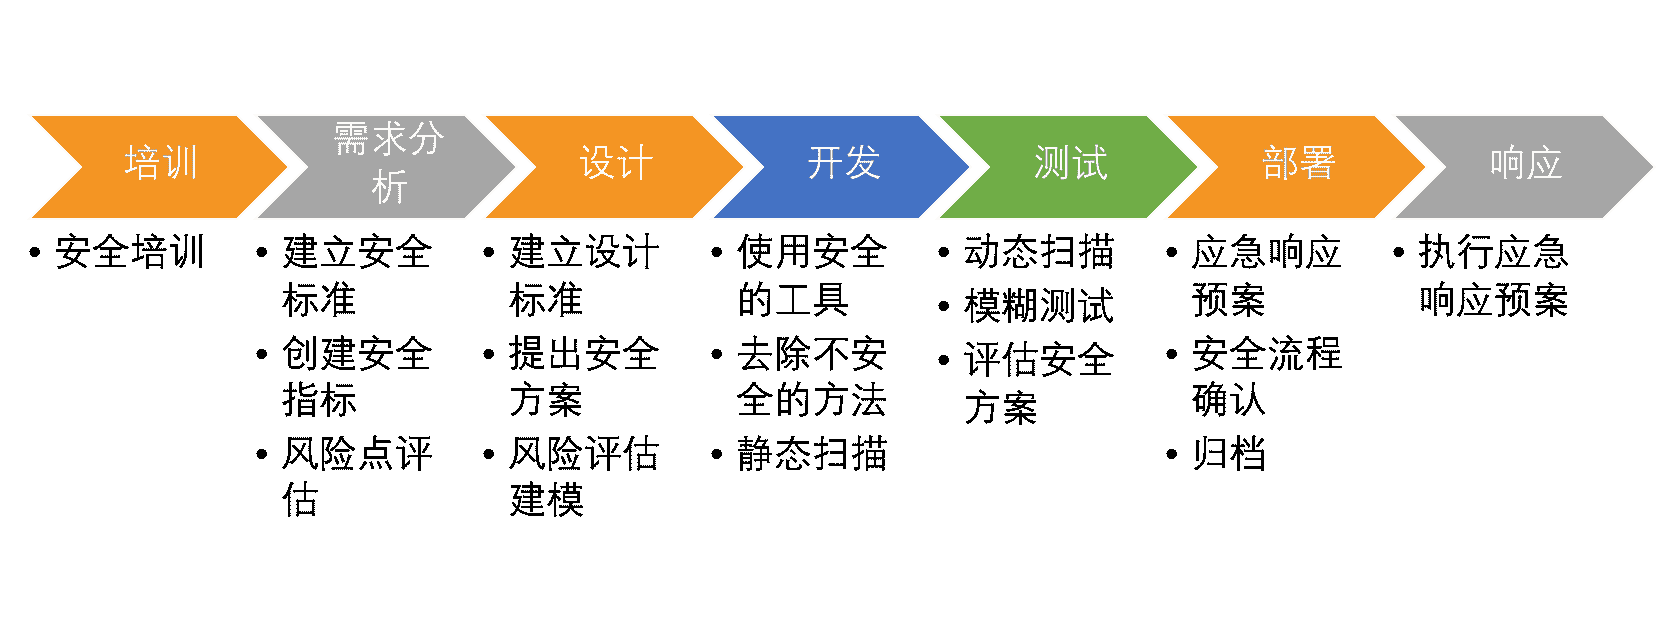 培训
需求分
析
设计
开发
测试
部署
响应
• 安全培训
• 建立安全
标准
• 创建安全
指标
• 风险点评
估
• 建立设计
标准
• 提出安全
方案
• 风险评估
建模
• 使用安全
的工具
• 去除不安
全的方法
• 静态扫描
• 动态扫描
• 模糊测试
• 评估安全
方案
• 应急响应
预案
• 安全流程
确认
• 归档
• 执行应急
响应预案